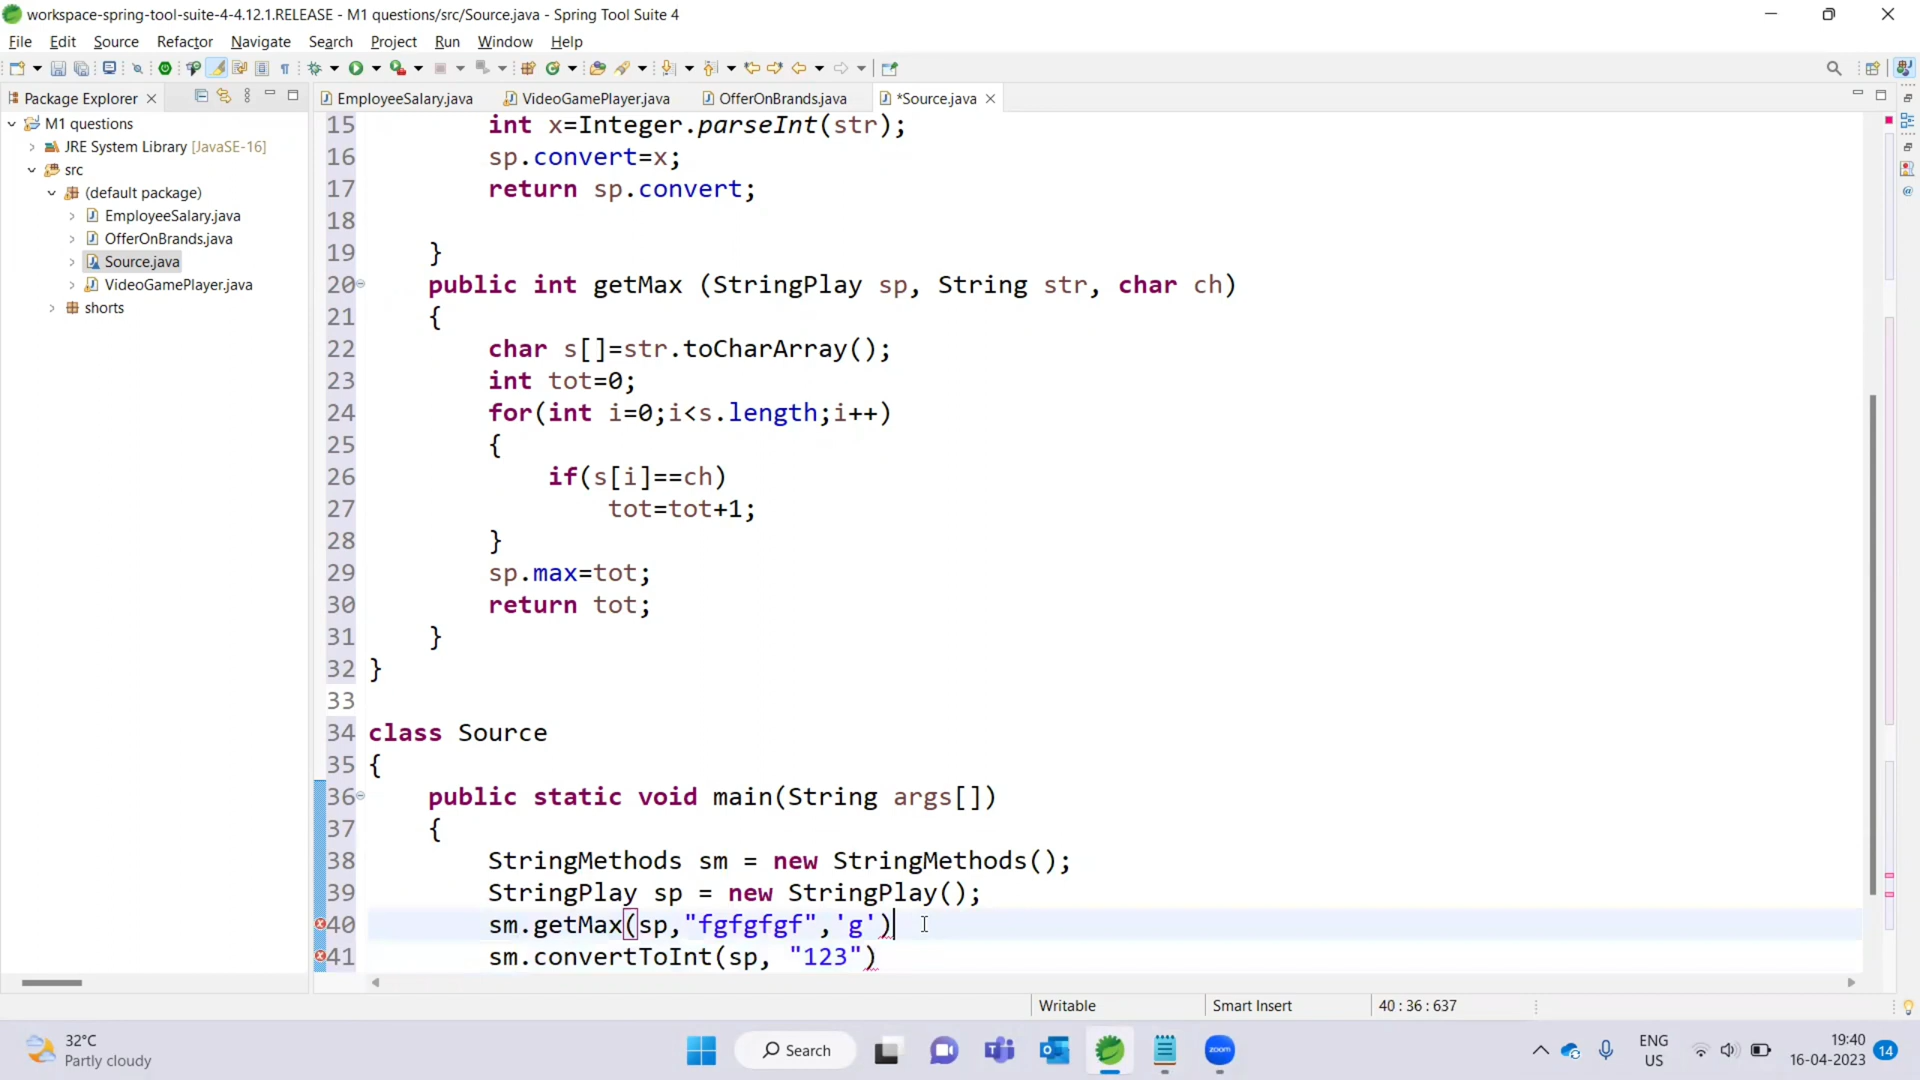 workspace-spring-tool-suite-4-4.12.1.RELEASE - M1 questions/src/Source.java - Spring Tool Suite 4
File Edit Source Refactor Navigate Search Project Run Window Help
Package Explorer
EmployeeSalary.java
VideoGamePlayer.java
OfferOnBrands.java
*Source.java
M1 questions
JRE System Library [JavaSE-16]
src
(default package)
EmployeeSalary.java
OfferOnBrands.java
Source.java
VideoGamePlayer.java
shorts
15 int x=Integer.parseInt(str);
16 sp.convert=x;
17 return sp.convert;
18
19 }
20 public int getMax (StringPlay sp, String str, char ch)
21 {
22 char s[]=str.toCharArray();
23 int tot=0;
24 for(int i=0;i<s.length;i++)
25 {
26 if(s[i]==ch)
27 tot=tot+1;
28 }
29 sp.max=tot;
30 return tot;
31 }
32 }
33
34 class Source
35 {
36 public static void main(String args[])
37 {
38 StringMethods sm = new StringMethods();
39 StringPlay sp = new StringPlay();
40 sm.getMax(sp,"fgfgfgf",'g')
41 sm.convertToInt(sp, "123")
Writable
Smart Insert
40 : 36 : 637
32°C
Partly cloudy
Search
zoom
ENG
US
19:40
16-04-2023
14